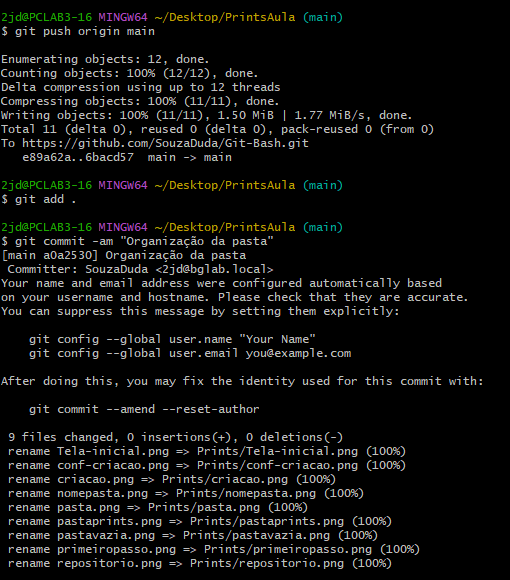 2jd@PCLAB3-16 MINGW64 ~/Desktop/PrintsAula (main)
$ git push origin main
Enumerating objects: 12, done.
Counting objects: 100% (12/12), done.
Delta compression using up to 12 threads
Compressing objects: 100% (11/11), done.
Writing objects: 100% (11/11), 1.50 MiB | 1.77 MiB/s, done.
Total 11 (delta 0), reused 0 (delta 0), pack-reused 0 (from 0)
To https://github.com/SouzaDuda/Git-Bash.git
   e89a62a..6bacd57  main -> main

2jd@PCLAB3-16 MINGW64 ~/Desktop/PrintsAula (main)
$ git add .

2jd@PCLAB3-16 MINGW64 ~/Desktop/PrintsAula (main)
$ git commit -am "Organização da pasta"
[main a0a2530] Organização da pasta
 Committer: SouzaDuda <2jd@bglab.local>
Your name and email address were configured automatically based
on your username and hostname. Please check that they are accurate.
You can suppress this message by setting them explicitly:

    git config --global user.name "Your Name"
    git config --global user.email you@example.com

After doing this, you may fix the identity used for this commit with:

    git commit --amend --reset-author

 9 files changed, 0 insertions(+), 0 deletions(-)
 rename Tela-inicial.png => Prints/Tela-inicial.png (100%)
 rename conf-criacao.png => Prints/conf-criacao.png (100%)
 rename criacao.png => Prints/criacao.png (100%)
 rename nomepasta.png => Prints/nomepasta.png (100%)
 rename pasta.png => Prints/pasta.png (100%)
 rename pastaprints.png => Prints/pastaprints.png (100%)
 rename pastavazia.png => Prints/pastavazia.png (100%)
 rename primeiropasso.png => Prints/primeiropasso.png (100%)
 rename repositorio.png => Prints/repositorio.png (100%)